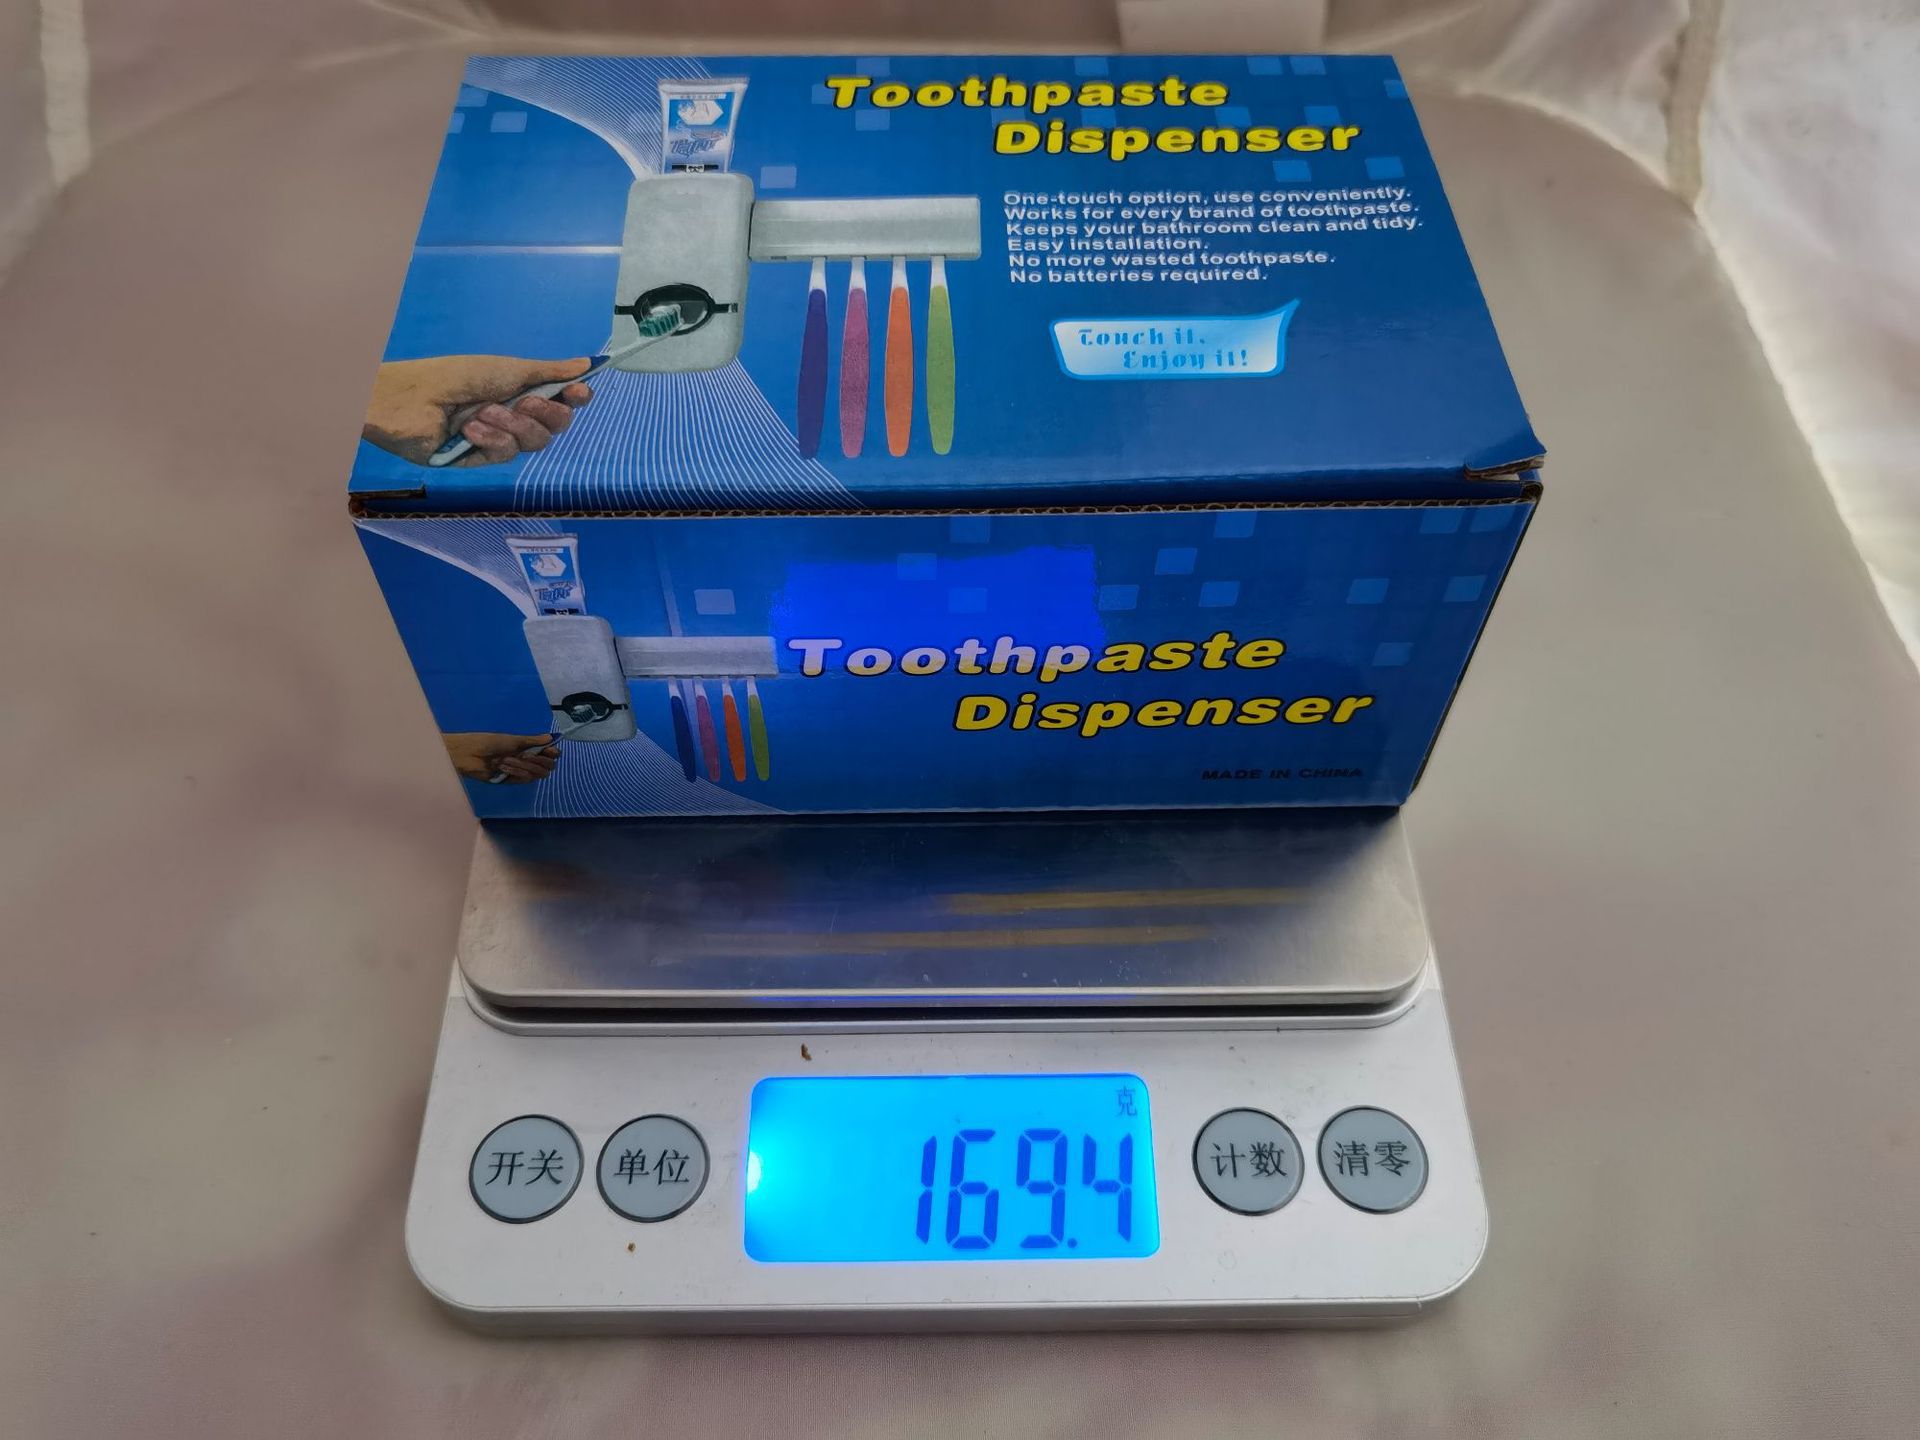 Toothpaste
Dispenser
One-touch option, use conveniently.
Works for every brand of toothpaste.
Keeps your bathroom clean and tidy.
Easy installation.
No more wasted toothpaste.
No batteries required.
Touch it,
Enjoy it!
Toothpaste
Dispenser
MADE IN CHINA
克
169.4
开关
单位
计数
清零